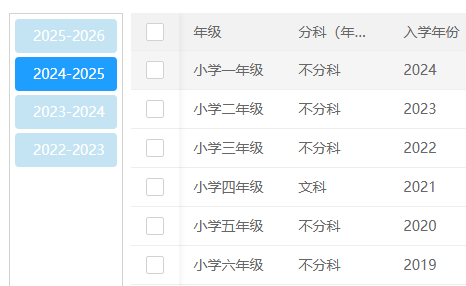 2025-2026
2024-2025
2023-2024
2022-2023
年级 分科（年... 入学年份
小学一年级 不分科 2024
小学二年级 不分科 2023
小学三年级 不分科 2022
小学四年级 文科 2021
小学五年级 不分科 2020
小学六年级 不分科 2019